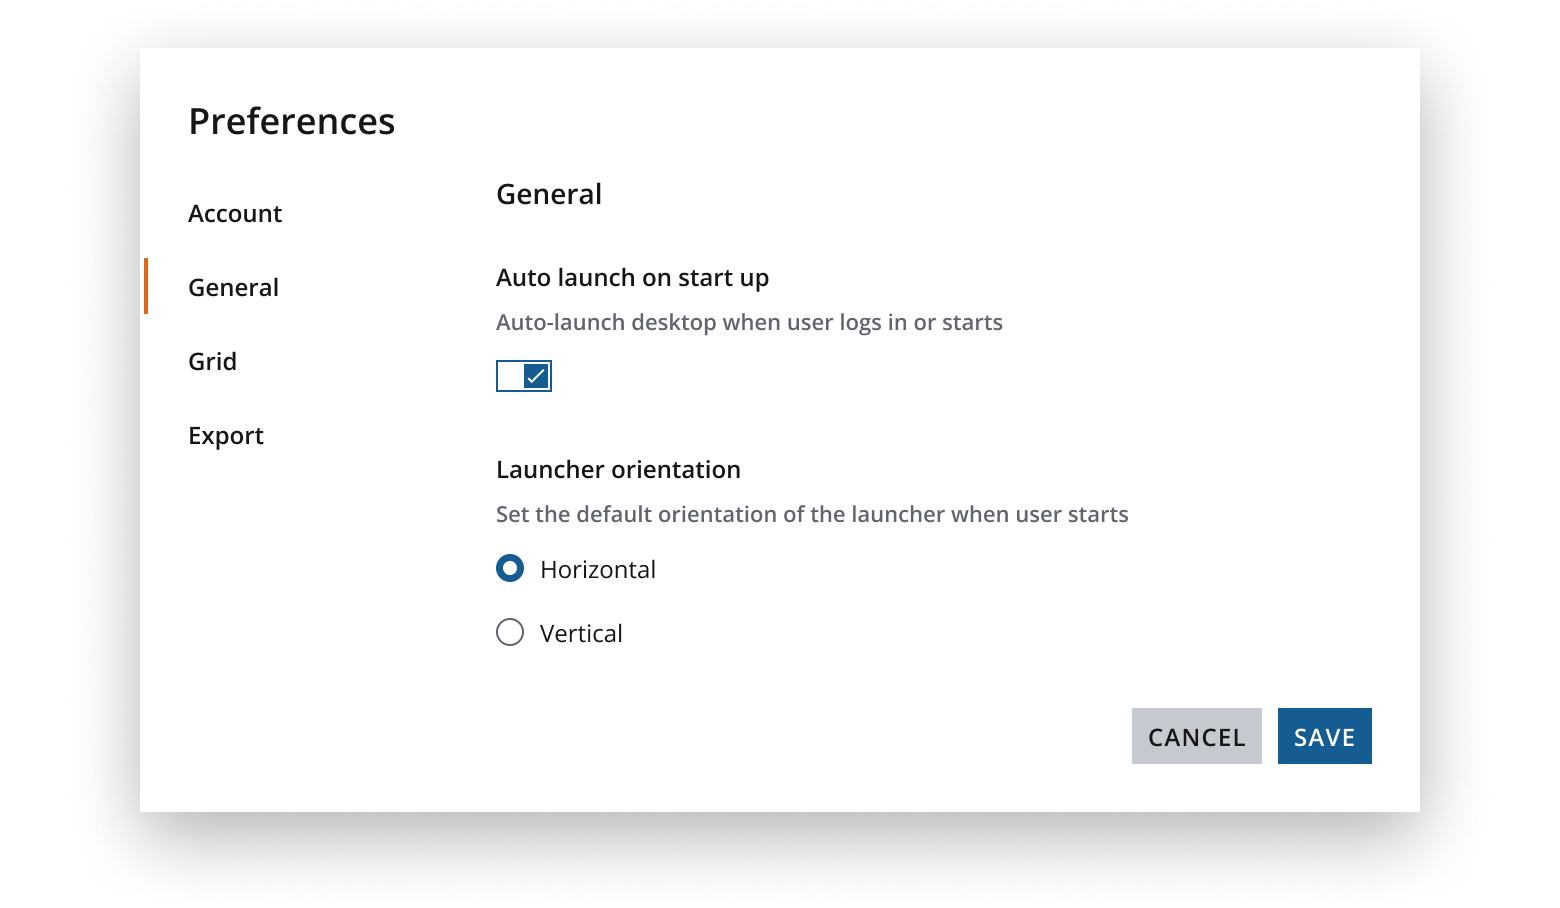 Preferences
Account
General
Grid
Export
General
Auto launch on start up
Auto-launch desktop when user logs in or starts
Launcher orientation
Set the default orientation of the launcher when user starts
Horizontal
Vertical
CANCEL
SAVE